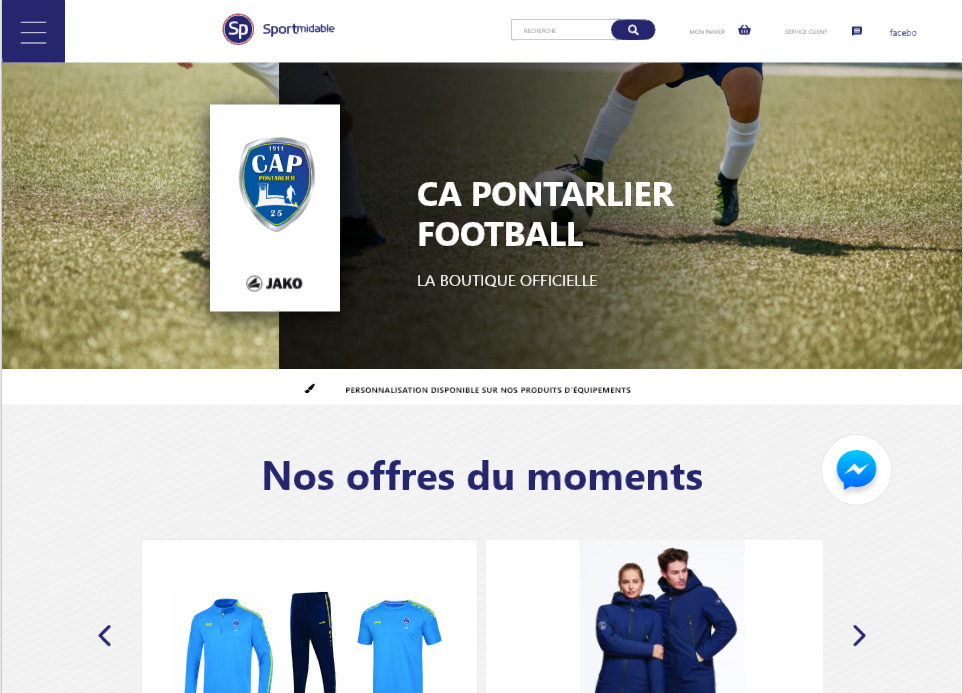 Sp Sportmidable
RECHERCHE
MON PANIER
SERVICE CLIENT
facebo
1911
CAP
PONTARLIER
25
JAKO
CA PONTARLIER
FOOTBALL
LA BOUTIQUE OFFICIELLE
PERSONNALISATION DISPONIBLE SUR NOS PRODUITS D'ÉQUIPEMENTS
Nos offres du moments